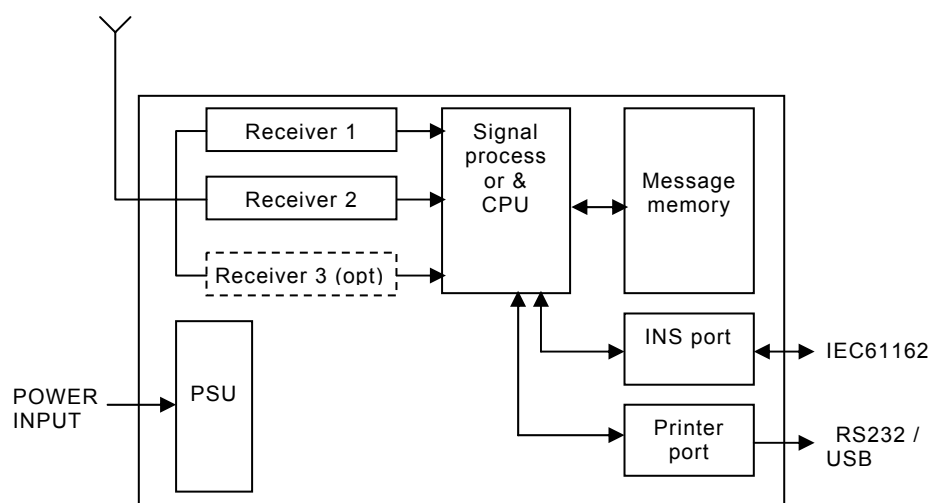 Receiver 1
Receiver 2
Receiver 3 (opt)
Signal
process
or &
CPU
Message
memory
INS port
IEC61162
POWER
INPUT
PSU
Printer
port
RS232 /
USB